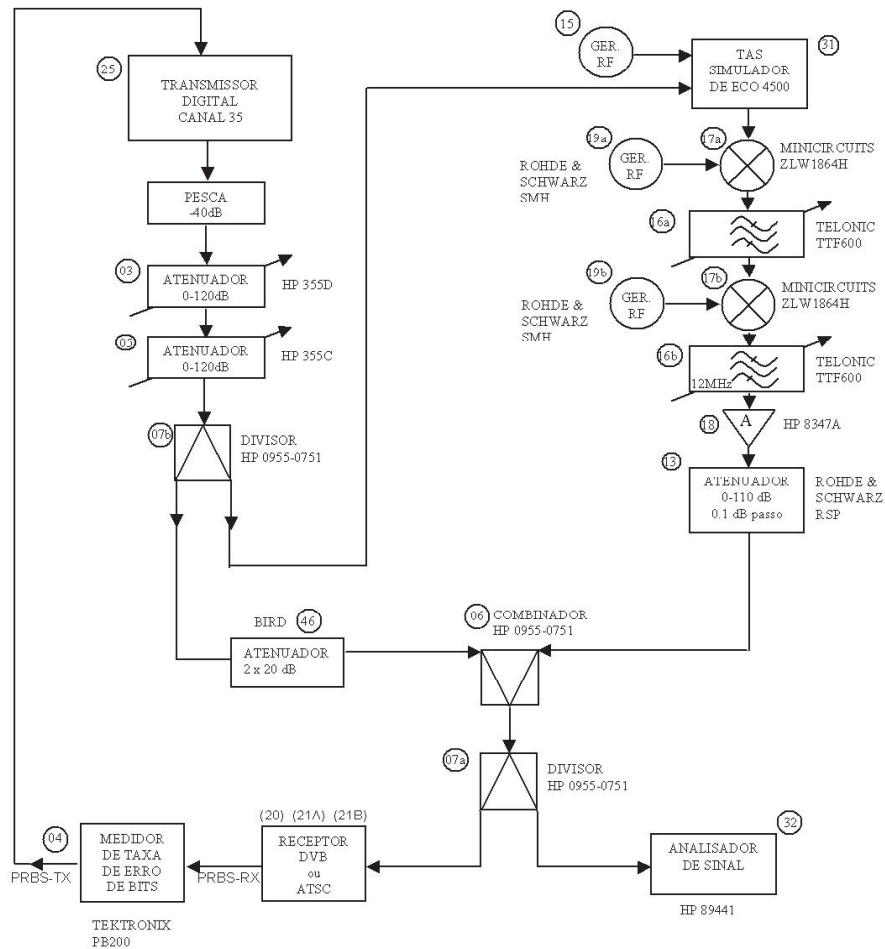 25
TRANSMISSOR
DIGITAL
CANAL 35
PESCA
-40dB
03
ATENUADOR
0-120dB
HP 355D
05
ATENUADOR
0-120dB
HP 355C
07b
DIVISOR
HP 0955-0751
15
GER.
RF
31
TAS
SIMULADOR
DE ECO 4500
19a
GER.
RF
ROHDE &
SCHWARZ
SMH
17a
MINICIRCUITS
ZLW1864H
16a
TELONIC
TTF600
19b
GER.
RF
ROHDE &
SCHWARZ
SMH
17b
MINICIRCUITS
ZLW1864H
16b
12MHz
TELONIC
TTF600
18
A
HP 8347A
13
ATENUADOR
0-110 dB
0.1 dB passo
ROHDE &
SCHWARZ
RSP
BIRD
46
ATENUADOR
2 x 20 dB
06
COMBINADOR
HP 0955-0751
07a
DIVISOR
HP 0955-0751
04
MEDIDOR
DE TAXA
DE ERRO
DE BITS
PRBS-TX
TEKTRONIX
PB200
PRBS-RX
(20) (21A) (21B)
RECEPTOR
DVB
ou
ATSC
32
ANALISADOR
DE SINAL
HP 89441